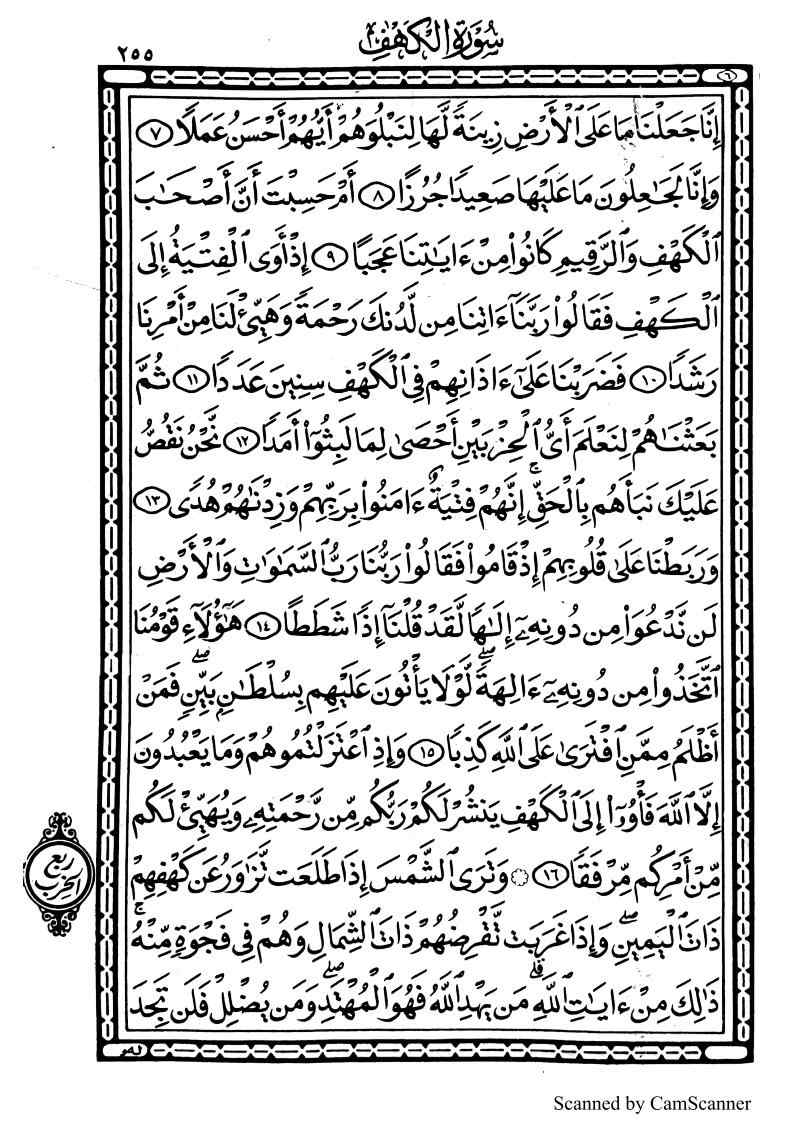 سُورَةُ الكَهْفِ
٢٥٥
٦
إِنَّا جَعَلْنَا مَا عَلَى ٱلْأَرْضِ زِينَةً لَّهَا لِنَبْلُوَهُمْ أَيُّهُمْ أَحْسَنُ عَمَلًا ٧
وَإِنَّا لَجَٰعِلُونَ مَا عَلَيْهَا صَعِيدًا جُرُزًا ٨ أَمْ حَسِبْتَ أَنَّ أَصْحَٰبَ
ٱلْكَهْفِ وَٱلرَّقِيمِ كَانُوا۟ مِنْ ءَايَٰتِنَا عَجَبًا ٩ إِذْ أَوَى ٱلْفِتْيَةُ إِلَى
ٱلْكَهْفِ فَقَالُوا۟ رَبَّنَآ ءَاتِنَا مِن لَّدُنكَ رَحْمَةً وَهَيِّئْ لَنَا مِنْ أَمْرِنَا
رَشَدًا ١٠ فَضَرَبْنَا عَلَىٰٓ ءَاذَانِهِمْ فِى ٱلْكَهْفِ سِنِينَ عَدَدًا ١١ ثُمَّ
بَعَثْنَٰهُمْ لِنَعْلَمَ أَىُّ ٱلْحِزْبَيْنِ أَحْصَىٰ لِمَا لَبِثُوٓا۟ أَمَدًا ١٢ نَّحْنُ نَقُصُّ
عَلَيْكَ نَبَأَهُم بِٱلْحَقِّ ۚ إِنَّهُمْ فِتْيَةٌ ءَامَنُوا۟ بِرَبِّهِمْ وَزِدْنَٰهُمْ هُدًى ١٣
وَرَبَطْنَا عَلَىٰ قُلُوبِهِمْ إِذْ قَامُوا۟ فَقَالُوا۟ رَبُّنَا رَبُّ ٱلسَّمَٰوَٰتِ وَٱلْأَرْضِ
لَن نَّدْعُوَا۟ مِن دُونِهِۦٓ إِلَٰهًا لَّقَدْ قُلْنَآ إِذًا شَطَطًا ١٤ هَٰٓؤُلَآءِ قَوْمُنَا
ٱتَّخَذُوا۟ مِن دُونِهِۦٓ ءَالِهَةً ۖ لَّوْلَا يَأْتُونَ عَلَيْهِم بِسُلْطَٰنٍۭ بَيِّنٍ ۖ فَمَنْ
أَظْلَمُ مِمَّنِ ٱفْتَرَىٰ عَلَى ٱللَّهِ كَذِبًا ١٥ وَإِذِ ٱعْتَزَلْتُمُوهُمْ وَمَا يَعْبُدُونَ
إِلَّا ٱللَّهَ فَأْوُۥٓا۟ إِلَى ٱلْكَهْفِ يَنشُرْ لَكُمْ رَبُّكُم مِّن رَّحْمَتِهِۦ وَيُهَيِّئْ لَكُم
مِّنْ أَمْرِكُم مِّرْفَقًا ١٦ ۞ وَتَرَى ٱلشَّمْسَ إِذَا طَلَعَت تَّزَٰوَرُ عَن كَهْفِهِمْ
ذَاتَ ٱلْيَمِينِ ۖ وَإِذَا غَرَبَت تَّقْرِضُهُمْ ذَاتَ ٱلشِّمَالِ وَهُمْ فِى فَجْوَةٍ مِّنْهُ ۚ
ذَٰلِكَ مِنْ ءَايَٰتِ ٱللَّهِ ۗ مَن يَهْدِ ٱللَّهُ فَهُوَ ٱلْمُهْتَدِ ۖ وَمَن يُضْلِلْ فَلَن تَجِدَ
ربع
الحزب
Scanned by CamScanner